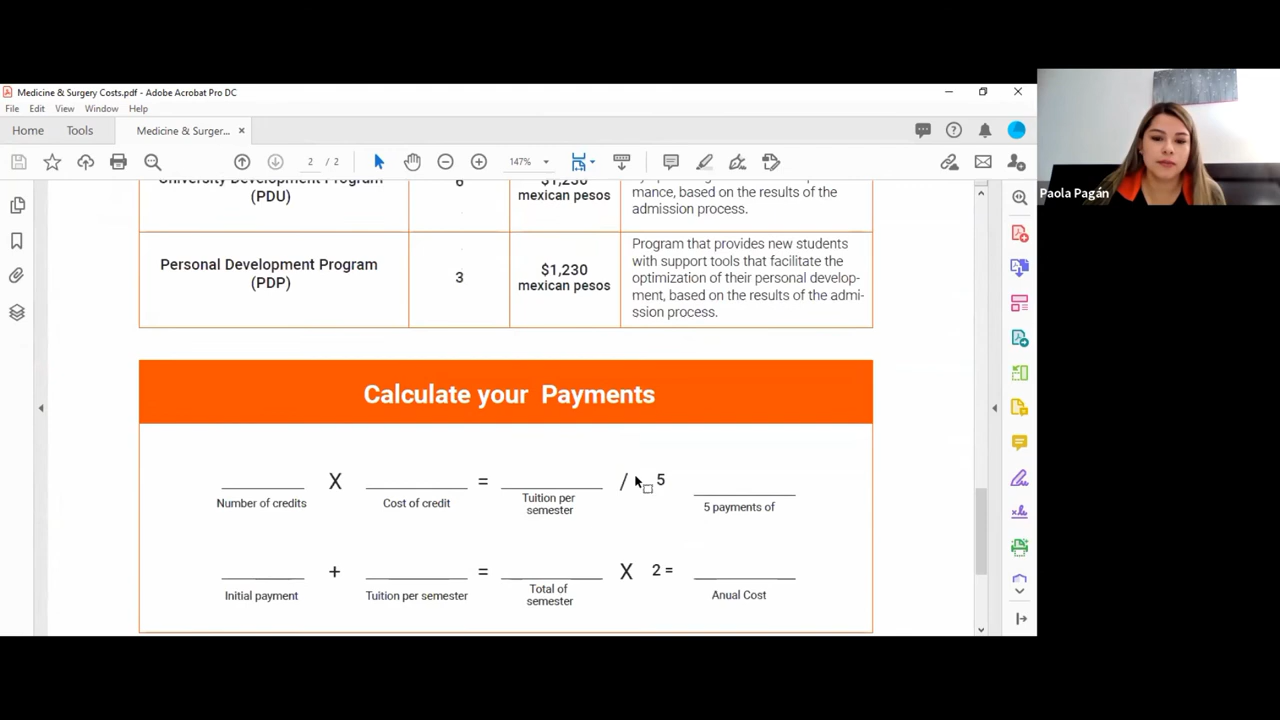 Medicine & Surgery Costs.pdf - Adobe Acrobat Pro DC
File Edit View Window Help
Home Tools Medicine & Surger... ×
2 / 2 147%
Paola Pagán
University Development Program
(PDU)
6
$1,230
mexican pesos
mance, based on the results of the
admission process.
Personal Development Program
(PDP)
3
$1,230
mexican pesos
Program that provides new students
with support tools that facilitate the
optimization of their personal develop-
ment, based on the results of the admi-
ssion process.
Calculate your Payments
X = / 5
Number of credits Cost of credit Tuition per
semester 5 payments of
+ = X 2 =
Initial payment Tuition per semester Total of
semester Anual Cost